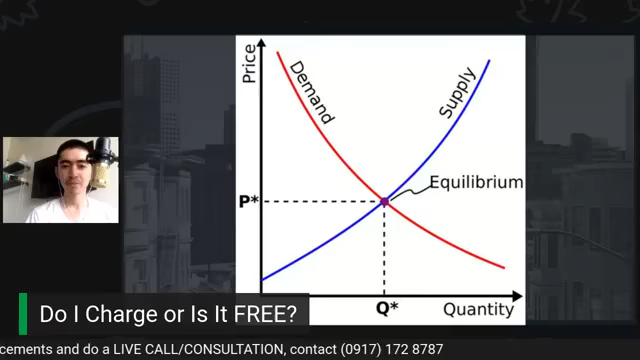 Price
Demand
Supply
Equilibrium
P*
Q*
Quantity
Do I Charge or Is It FREE?
cements and do a LIVE CALL/CONSULTATION, contact (0917) 172 8787